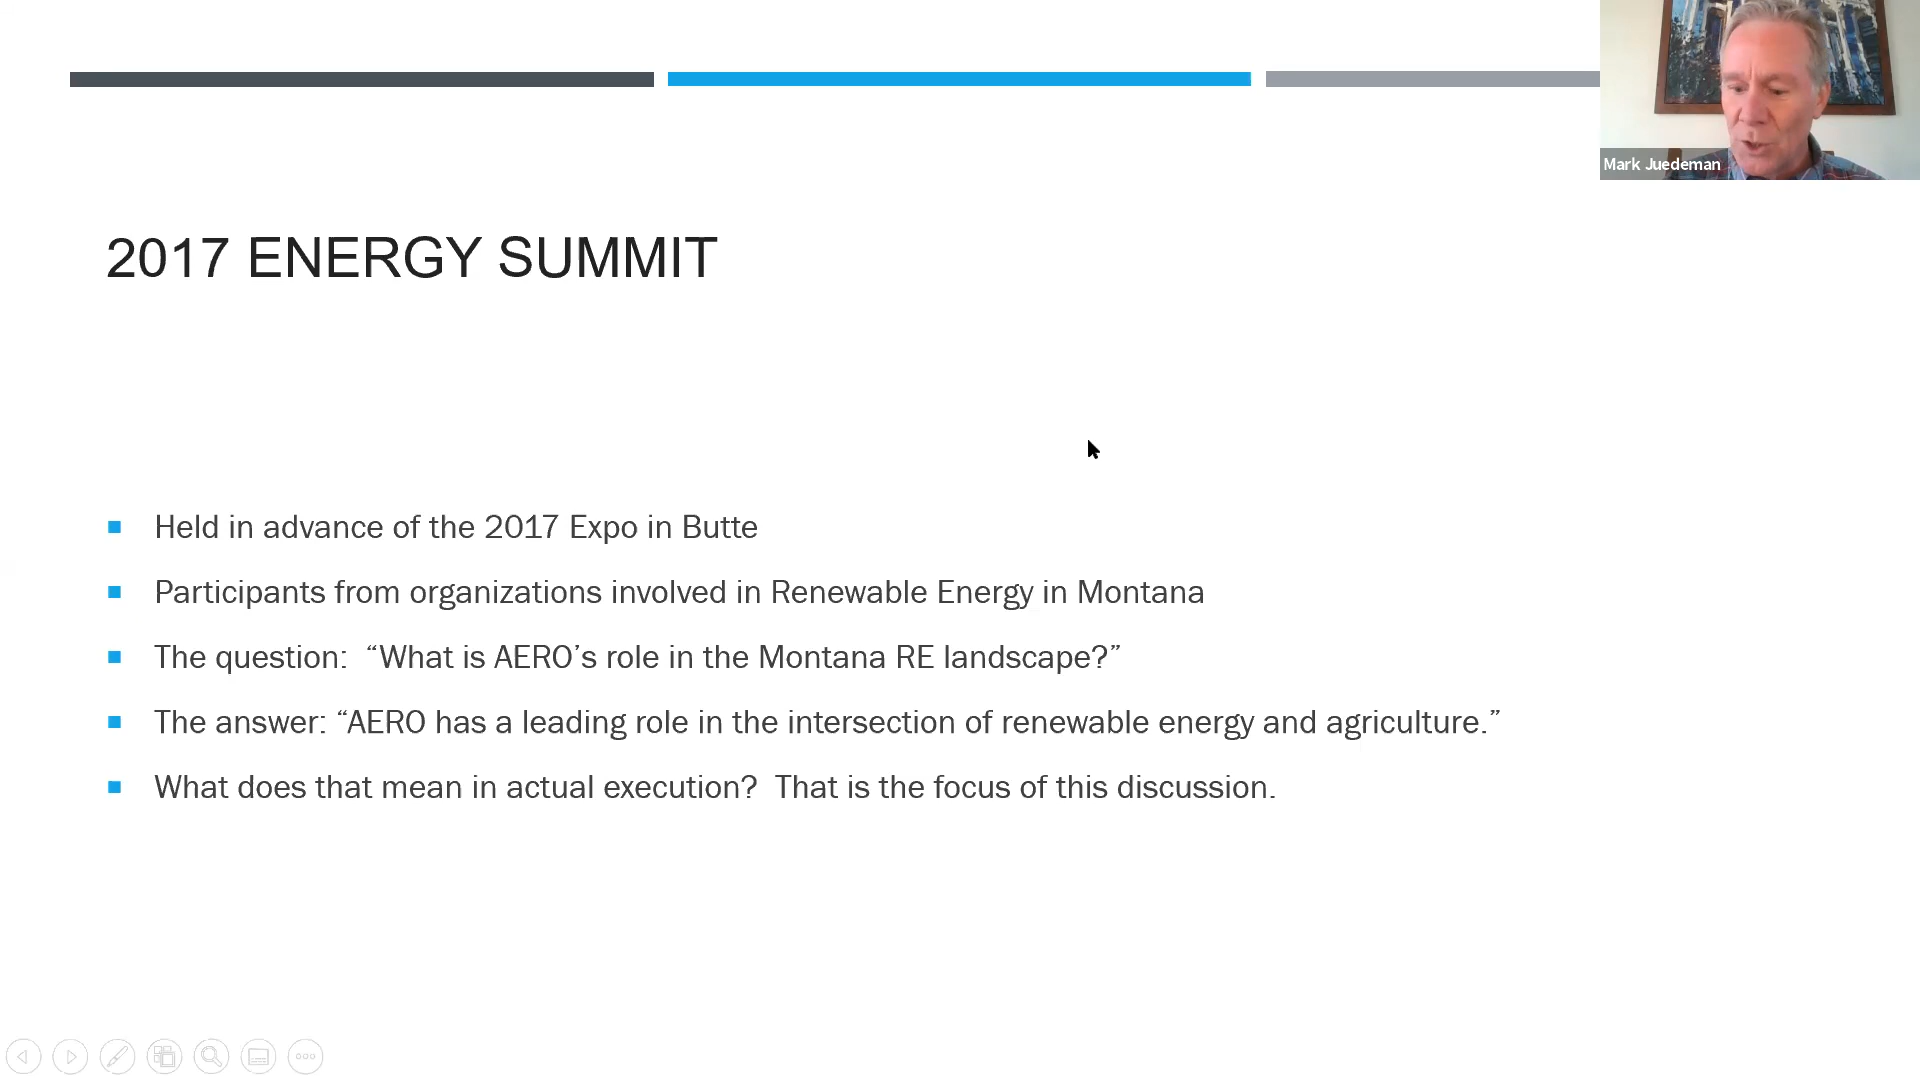 Mark Juedeman
2017 ENERGY SUMMIT
Held in advance of the 2017 Expo in Butte
Participants from organizations involved in Renewable Energy in Montana
The question:  “What is AERO’s role in the Montana RE landscape?”
The answer: “AERO has a leading role in the intersection of renewable energy and agriculture.”
What does that mean in actual execution?  That is the focus of this discussion.